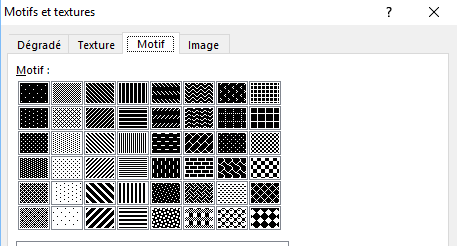 Motifs et textures
Dégradé Texture Motif Image
Motif :